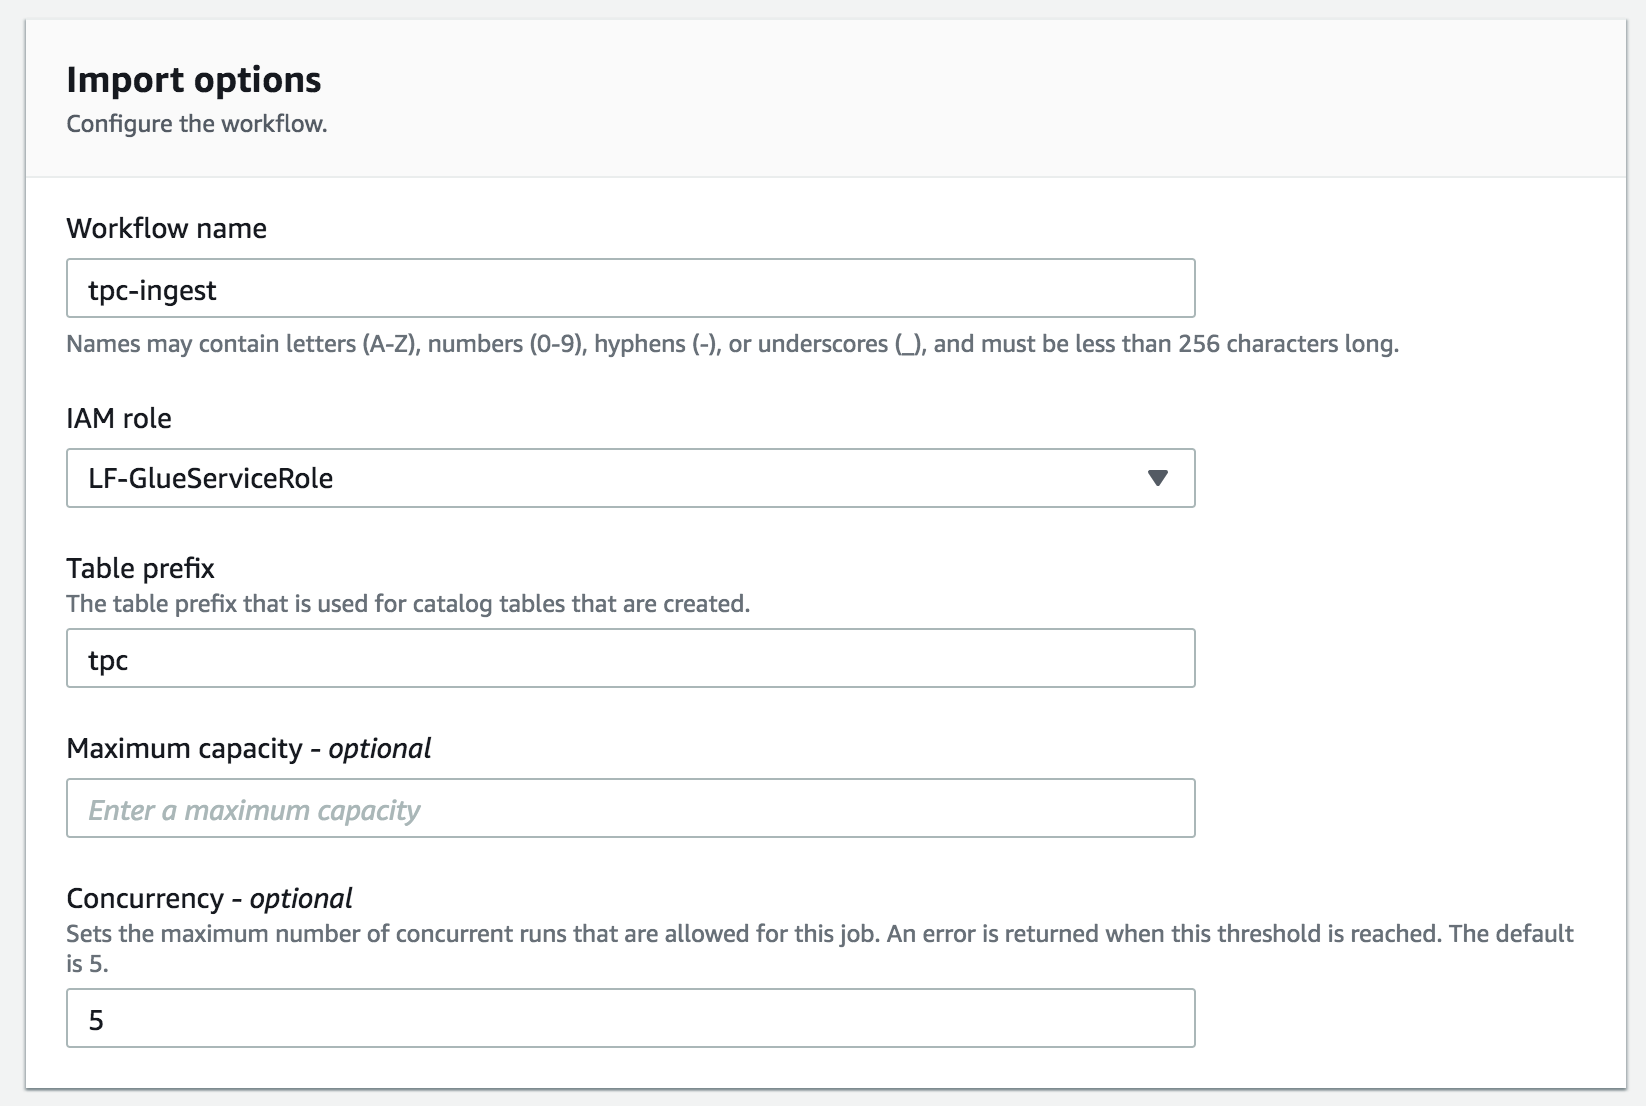 Import options
Configure the workflow.
Workflow name
tpc-ingest
Names may contain letters (A-Z), numbers (0-9), hyphens (-), or underscores (_), and must be less than 256 characters long.
IAM role
LF-GlueServiceRole
Table prefix
The table prefix that is used for catalog tables that are created.
tpc
Maximum capacity - optional
Enter a maximum capacity
Concurrency - optional
Sets the maximum number of concurrent runs that are allowed for this job. An error is returned when this threshold is reached. The default
is 5.
5